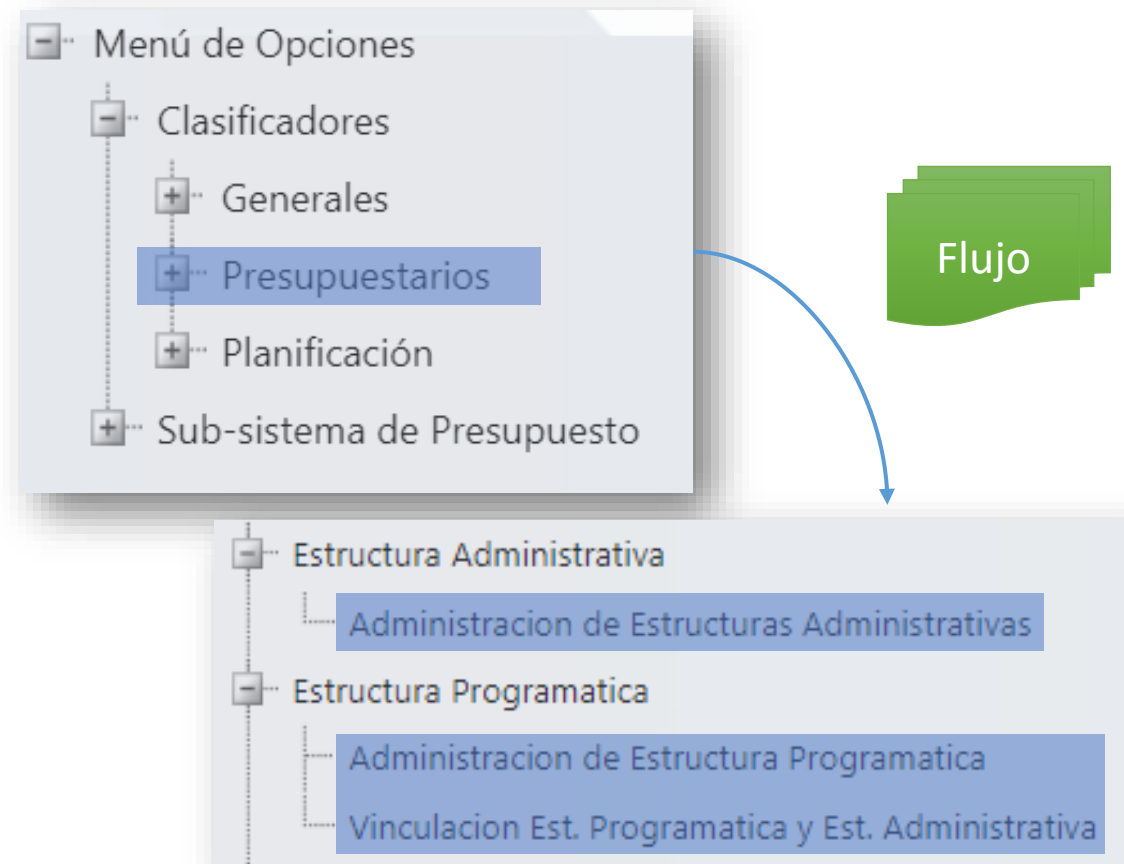 Menú de Opciones
Clasificadores
Generales
Presupuestarios
Planificación
Sub-sistema de Presupuesto
Flujo
Estructura Administrativa
Administracion de Estructuras Administrativas
Estructura Programatica
Administracion de Estructura Programatica
Vinculacion Est. Programatica y Est. Administrativa